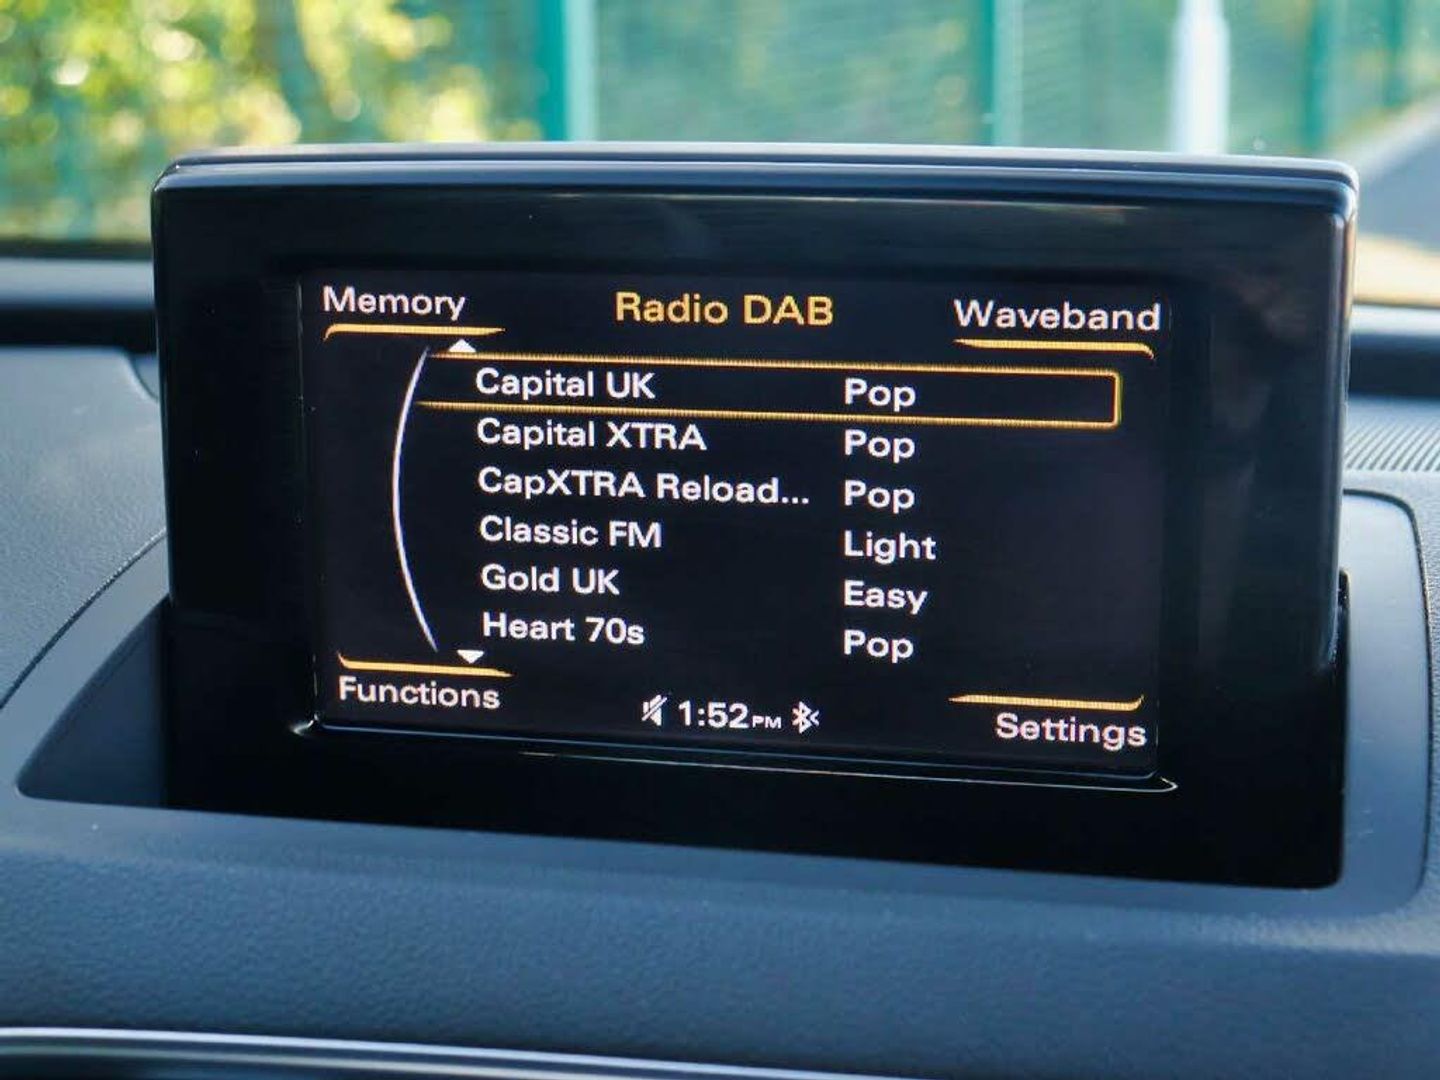 Memory Radio DAB Waveband
Capital UK Pop
Capital XTRA Pop
CapXTRA Reload... Pop
Classic FM Light
Gold UK Easy
Heart 70s Pop
Functions 1:52PM Settings